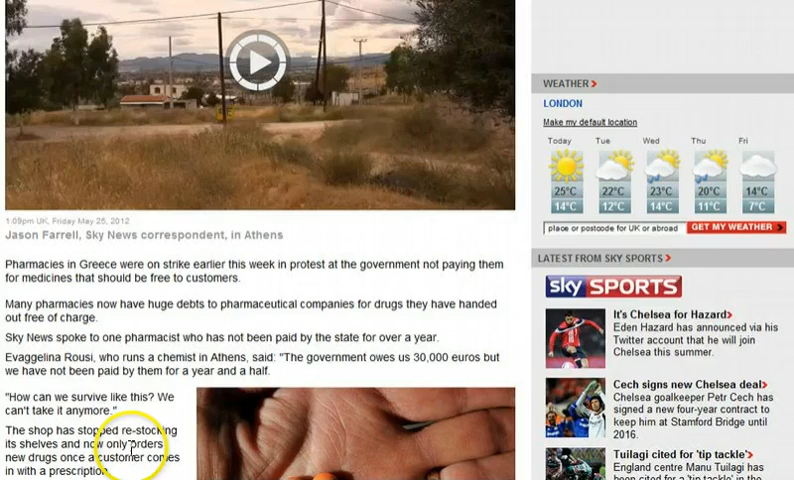 1:09pm UK, Friday May 25, 2012
Jason Farrell, Sky News correspondent, in Athens
Pharmacies in Greece were on strike earlier this week in protest at the government not paying them
for medicines that should be free to customers.
Many pharmacies now have huge debts to pharmaceutical companies for drugs they have handed
out free of charge.
Sky News spoke to one pharmacist who has not been paid by the state for over a year.
Evaggelina Rousi, who runs a chemist in Athens, said: "The government owes us 30,000 euros but
we have not been paid by them for a year and a half.
"How can we survive like this? We
can't take it anymore."
The shop has stopped re-stocking
its shelves and now only orders
new drugs once a customer comes
in with a prescription
WEATHER
LONDON
Make my default location
Today Tue Wed Thu Fri
25°C 22°C 23°C 20°C 14°C
14°C 12°C 14°C 11°C 7°C
place or postcode for UK or abroad GET MY WEATHER
LATEST FROM SKY SPORTS
sky SPORTS
It's Chelsea for Hazard
Eden Hazard has announced via his
Twitter account that he will join
Chelsea this summer.
Cech signs new Chelsea deal
Chelsea goalkeeper Petr Cech has
signed a new four-year contract to
keep him at Stamford Bridge until
2016.
Tuilagi cited for 'tip tackle'
England centre Manu Tuilagi has
been cited for a 'tip tackle' in the